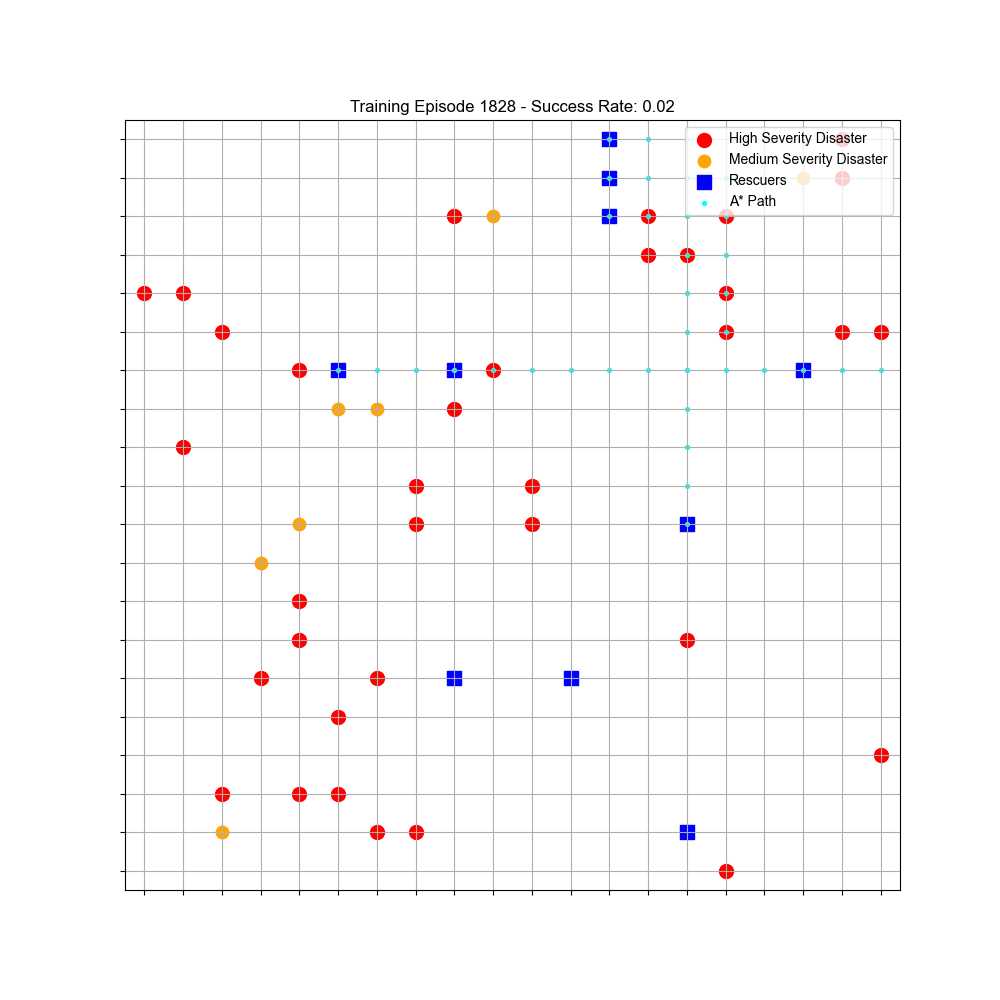 Training Episode 1828 - Success Rate: 0.02
High Severity Disaster
Medium Severity Disaster
Rescuers
A* Path